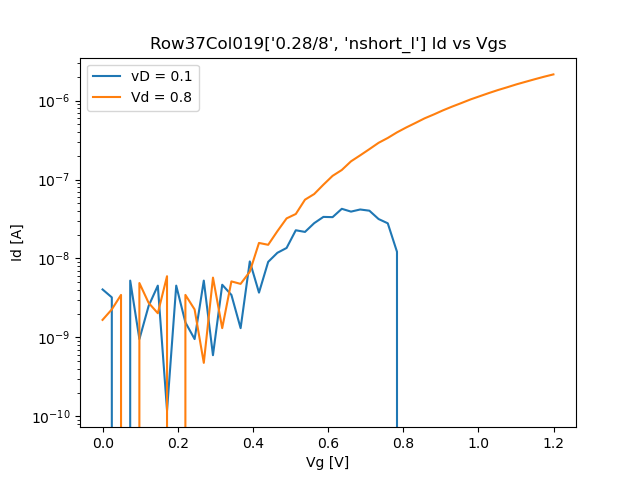 Row37Col019['0.28/8', 'nshort_l'] Id vs Vgs
vD = 0.1
Vd = 0.8
Id [A]
10⁻⁶
10⁻⁷
10⁻⁸
10⁻⁹
10⁻¹⁰
0.0 0.2 0.4 0.6 0.8 1.0 1.2
Vg [V]